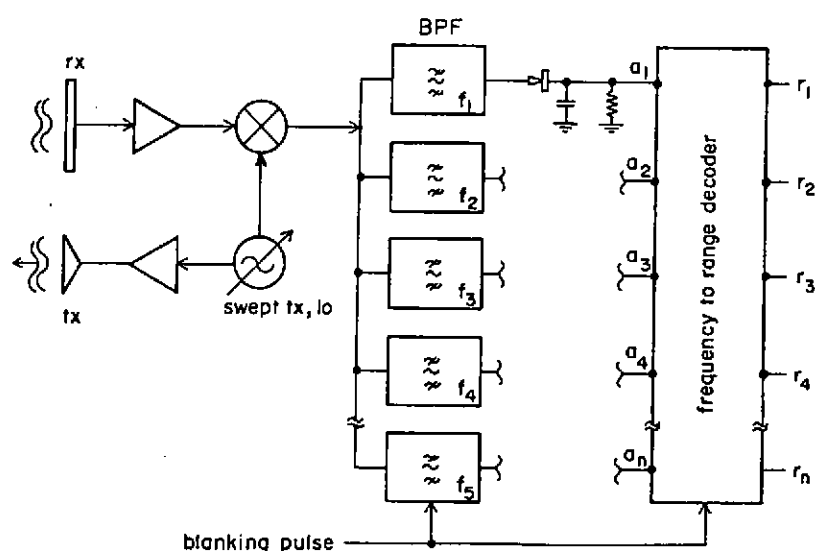 BPF
rx
f1
a1
r1
f2
a2
r2
tx
swept tx, lo
f3
a3
r3
f4
a4
r4
f5
an
rn
frequency to range decoder
blanking pulse